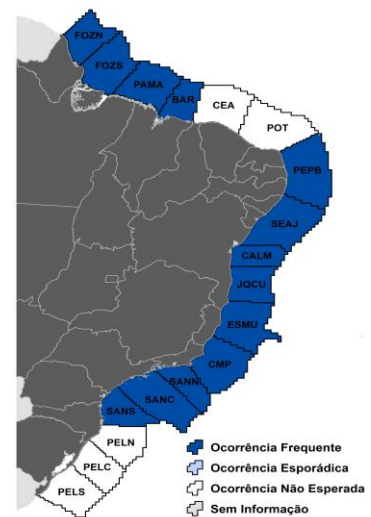 FOZN
FOZS
PAMA
BAR
CEA
POT
PEPB
SEAJ
CALM
JQCU
ESMU
CMP
SANN
SANC
SANS
PELN
PELC
PELS
Ocorrência Frequente
Ocorrência Esporádica
Ocorrência Não Esperada
Sem Informação